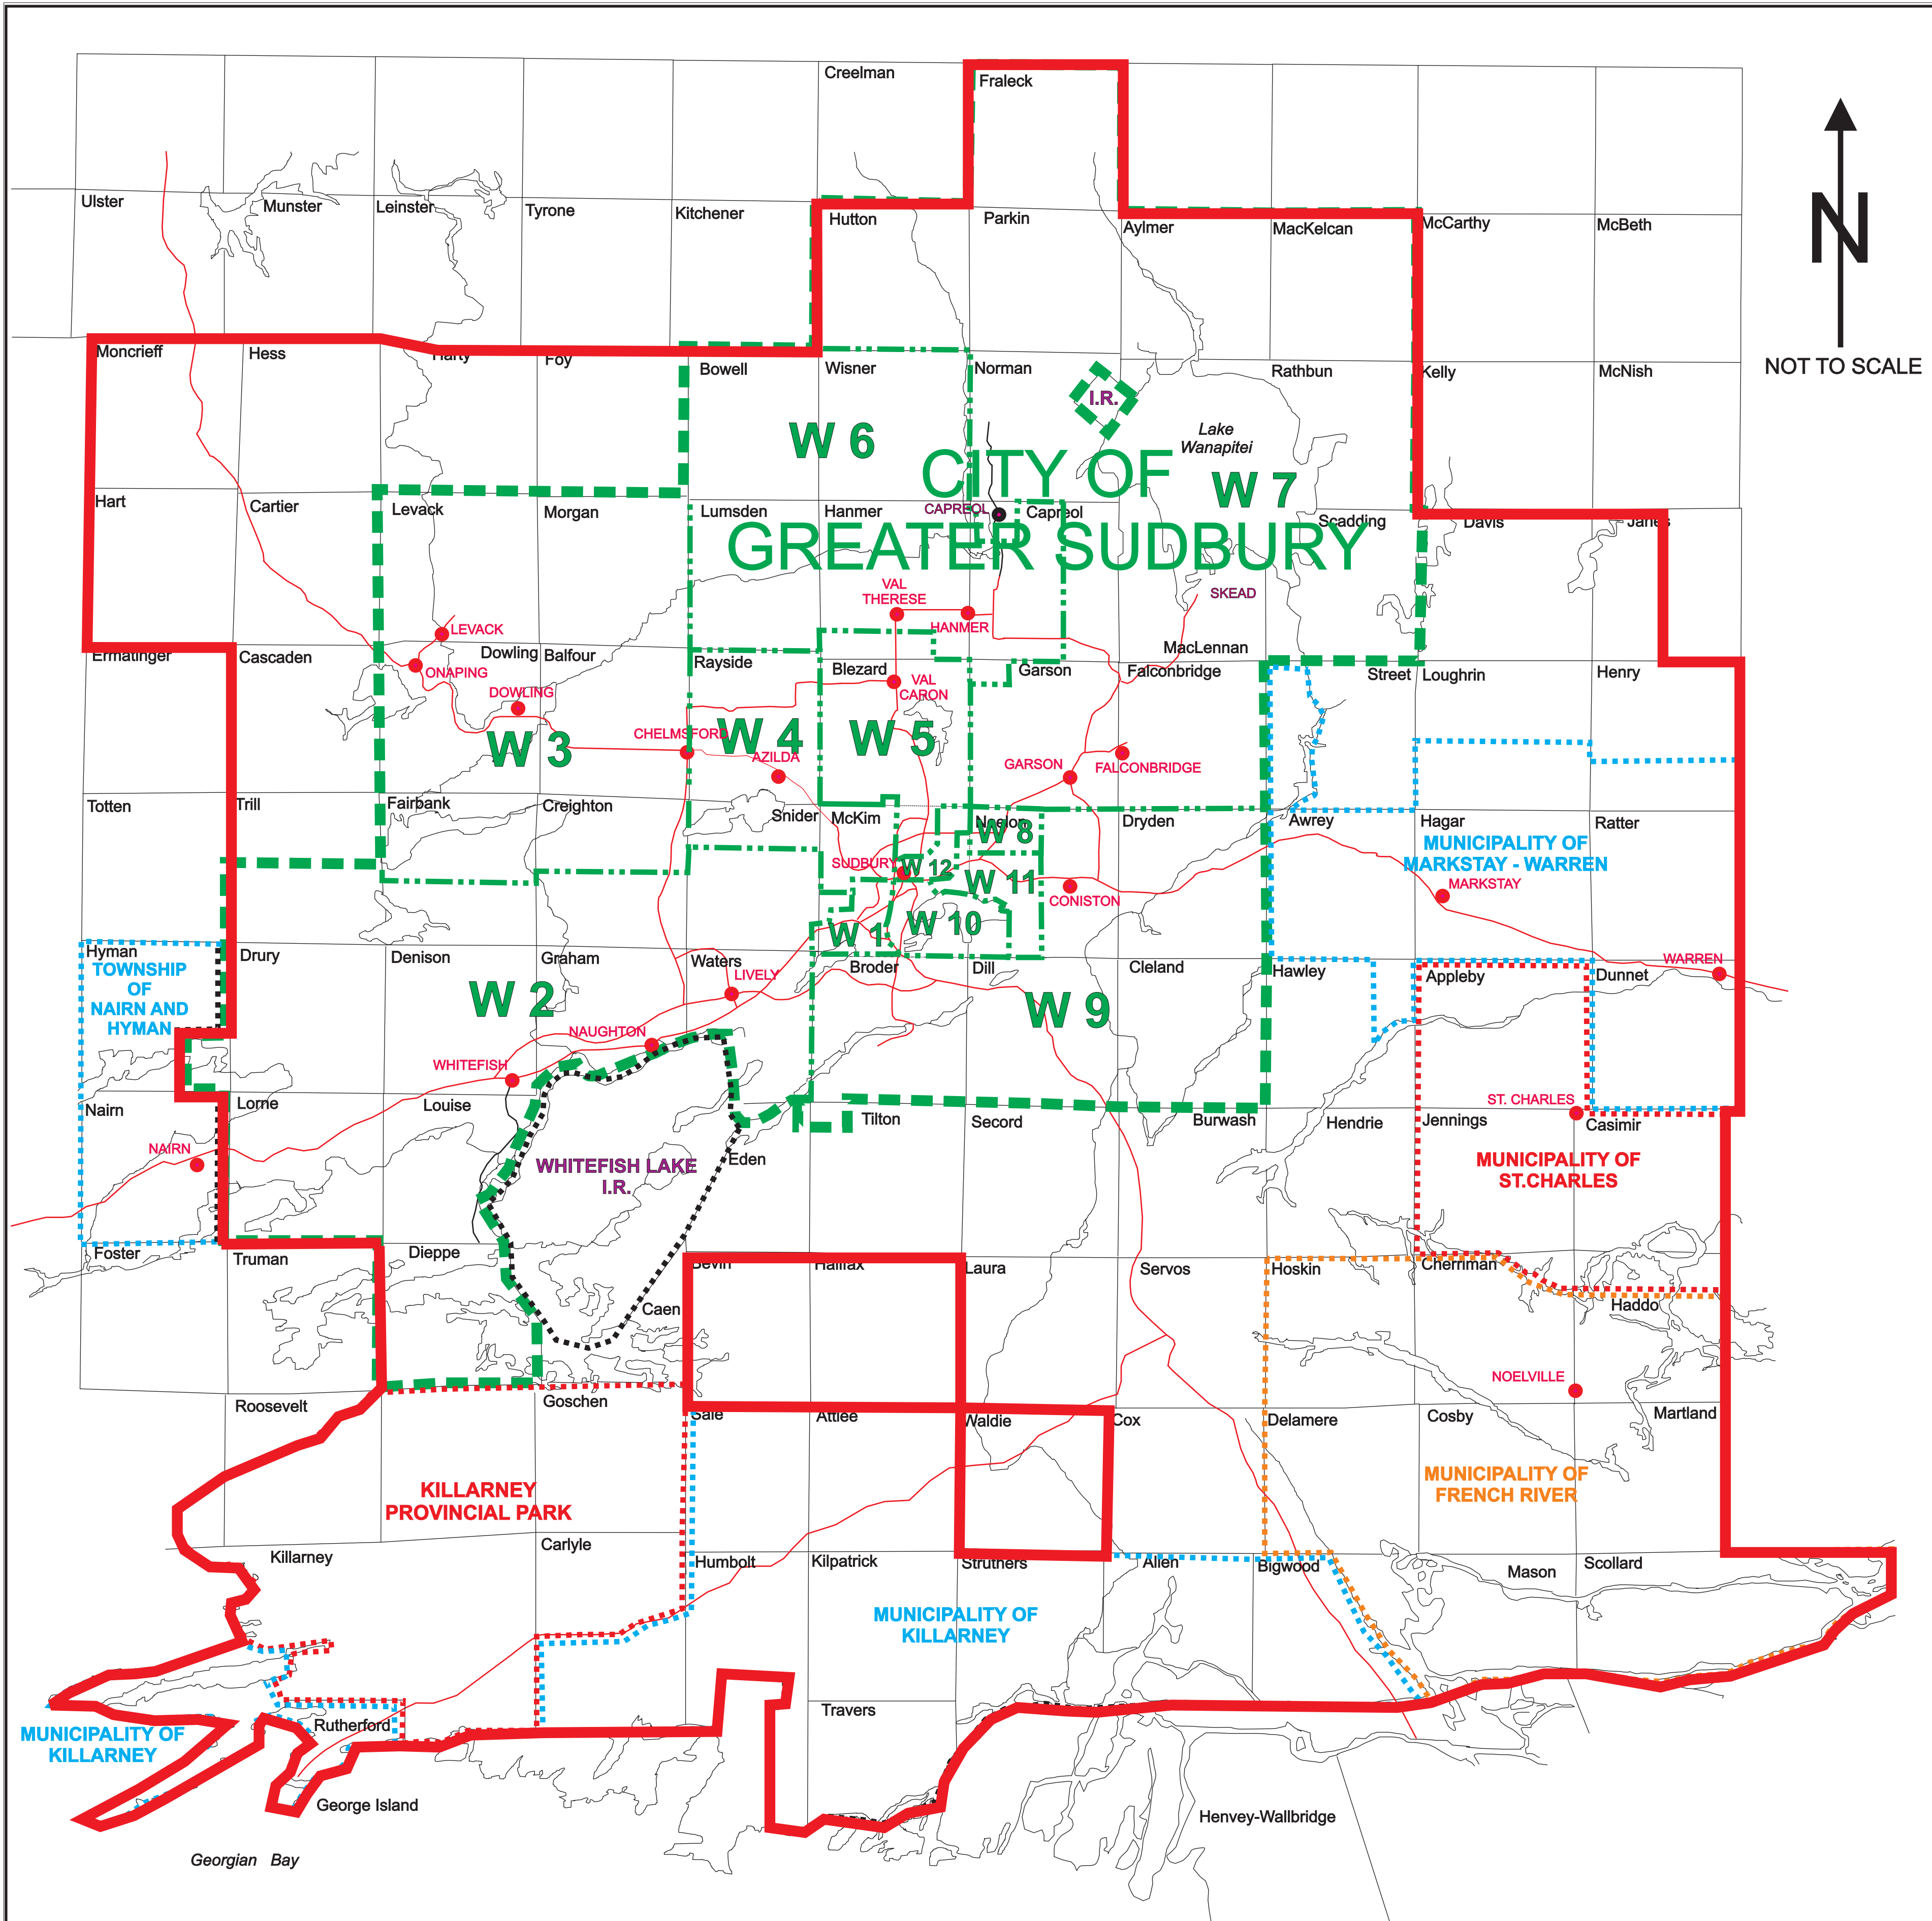 Creelman
Fraleck
Ulster
Munster
Leinster
Tyrone
Kitchener
Hutton
Parkin
Aylmer
MacKelcan
McCarthy
McBeth
N
NOT TO SCALE
Moncrieff
Hess
Harty
Foy
Bowell
Wisner
Norman
Rathbun
Kelly
McNish
I.R.
Lake
Wanapitei
W 6
CITY OF
GREATER SUDBURY
W 7
Hart
Cartier
Levack
Morgan
Lumsden
Hanmer
CAPREOL
Capreol
Scadding
Davis
Janes
VAL
THERESE
HANMER
SKEAD
LEVACK
Ermatinger
Cascaden
ONAPING
Dowling
Balfour
DOWLING
Rayside
Blezard
VAL
CARON
Garson
MacLennan
Falconbridge
Street
Loughrin
Henry
W 3
CHELMSFORD
W 4
AZILDA
W 5
GARSON
FALCONBRIDGE
Totten
Trill
Fairbank
Creighton
Snider
McKim
Neelon
W 8
Dryden
Awrey
Hagar
Ratter
MUNICIPALITY OF
MARKSTAY - WARREN
MARKSTAY
SUDBURY
W 12
W 11
CONISTON
W 1
W 10
Hyman
TOWNSHIP
OF
NAIRN AND
HYMAN
Drury
Denison
Graham
Waters
LIVELY
Broder
Dill
Cleland
Hawley
Appleby
Dunnet
WARREN
W 2
W 9
NAUGHTON
WHITEFISH
Nairn
NAIRN
Lorne
Louise
WHITEFISH LAKE
I.R.
Eden
Tilton
Secord
Burwash
Hendrie
Jennings
ST. CHARLES
Casimir
MUNICIPALITY OF
ST.CHARLES
Foster
Truman
Dieppe
Caen
Bevin
Halifax
Laura
Servos
Hoskin
Cherriman
Haddo
NOELVILLE
Roosevelt
Goschen
Sale
Attlee
Waldie
Cox
Delamere
Cosby
Martland
KILLARNEY
PROVINCIAL PARK
MUNICIPALITY OF
FRENCH RIVER
Killarney
Carlyle
Humbolt
Kilpatrick
Struthers
Allen
Bigwood
Mason
Scollard
MUNICIPALITY OF
KILLARNEY
MUNICIPALITY OF
KILLARNEY
Rutherford
Travers
George Island
Henvey-Wallbridge
Georgian Bay